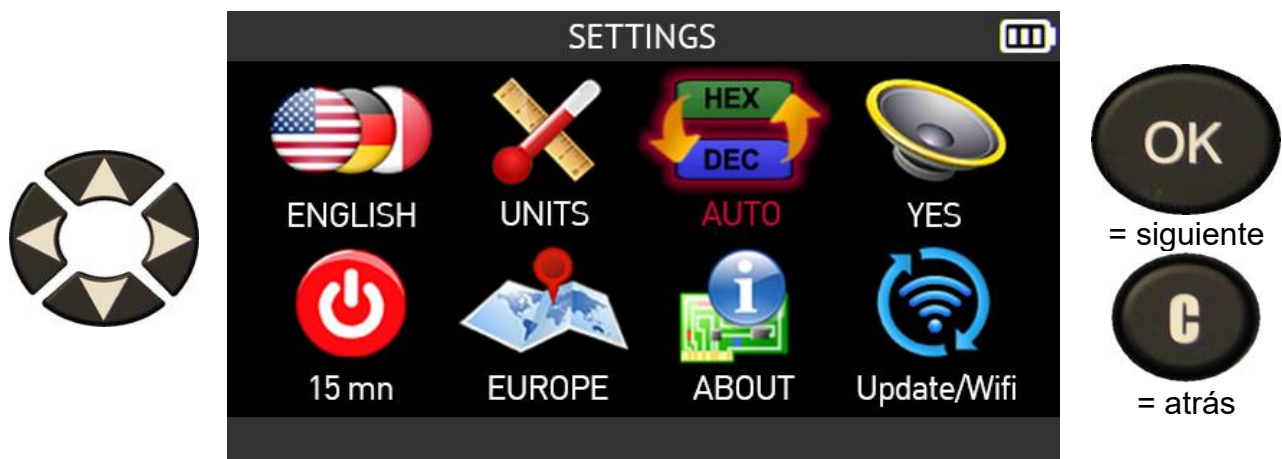 SETTINGS
HEX
DEC
ENGLISH UNITS AUTO YES
i
15 mn EUROPE ABOUT Update/Wifi
OK
= siguiente
C
= atrás